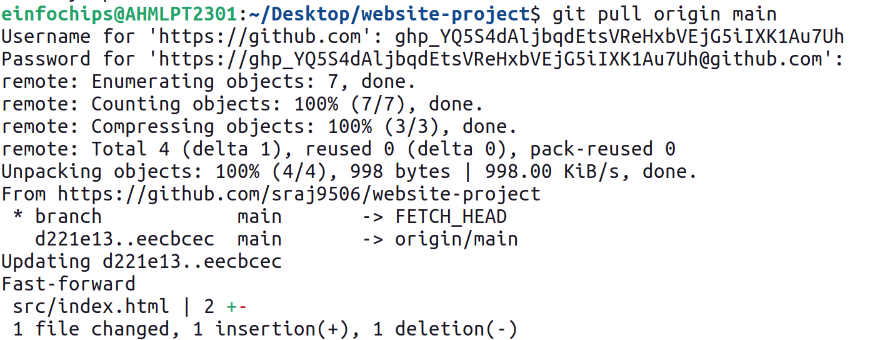 einfochips@AHMLPT2301:~/Desktop/website-project$ git pull origin main
Username for 'https://github.com': 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
Password for 'https://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@github.com':
remote: Enumerating objects: 7, done.
remote: Counting objects: 100% (7/7), done.
remote: Compressing objects: 100% (3/3), done.
remote: Total 4 (delta 1), reused 0 (delta 0), pack-reused 0
Unpacking objects: 100% (4/4), 998 bytes | 998.00 KiB/s, done.
From https://github.com/sraj9506/website-project
 * branch            main       -> FETCH_HEAD
   d221e13..eecbcec  main       -> origin/main
Updating d221e13..eecbcec
Fast-forward
 src/index.html | 2 +-
 1 file changed, 1 insertion(+), 1 deletion(-)